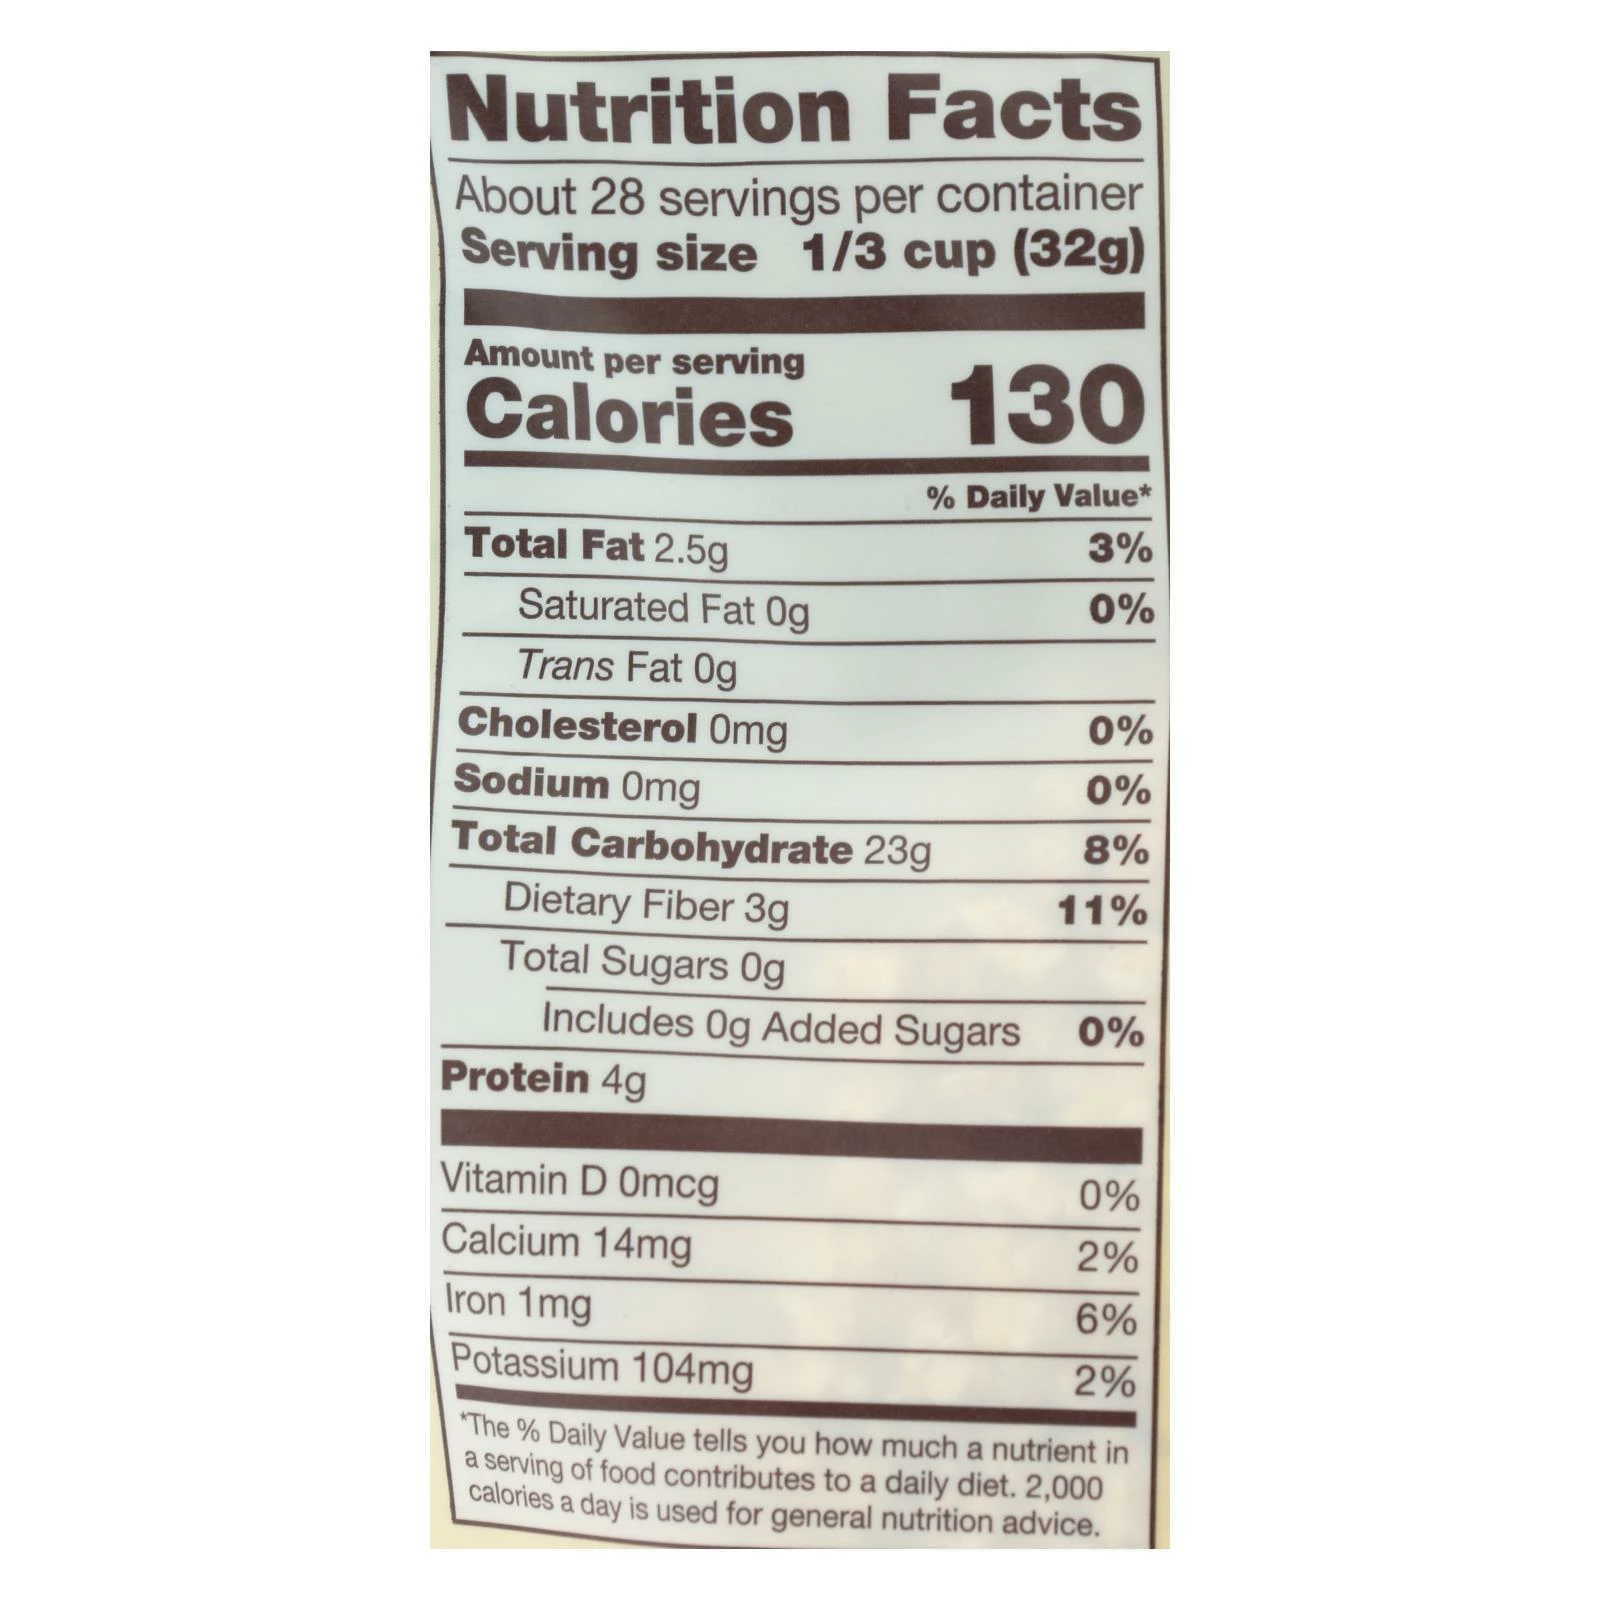 Nutrition Facts
About 28 servings per container
Serving size 1/3 cup (32g)
Amount per serving
Calories 130
% Daily Value*
Total Fat 2.5g 3%
Saturated Fat 0g 0%
Trans Fat 0g
Cholesterol 0mg 0%
Sodium 0mg 0%
Total Carbohydrate 23g 8%
Dietary Fiber 3g 11%
Total Sugars 0g
Includes 0g Added Sugars 0%
Protein 4g
Vitamin D 0mcg 0%
Calcium 14mg 2%
Iron 1mg 6%
Potassium 104mg 2%
*The % Daily Value tells you how much a nutrient in
a serving of food contributes to a daily diet. 2,000
calories a day is used for general nutrition advice.